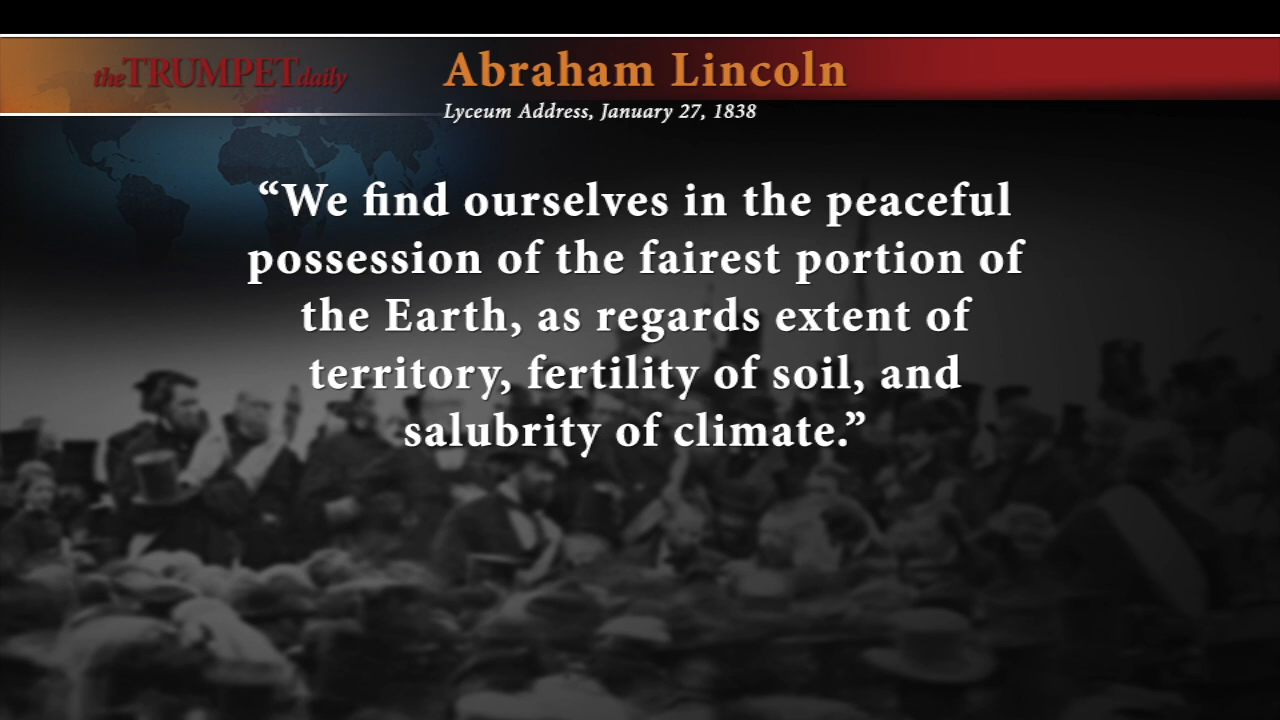 theTRUMPETdaily
Abraham Lincoln
Lyceum Address, January 27, 1838
“We find ourselves in the peaceful
possession of the fairest portion of
the Earth, as regards extent of
territory, fertility of soil, and
salubrity of climate.”